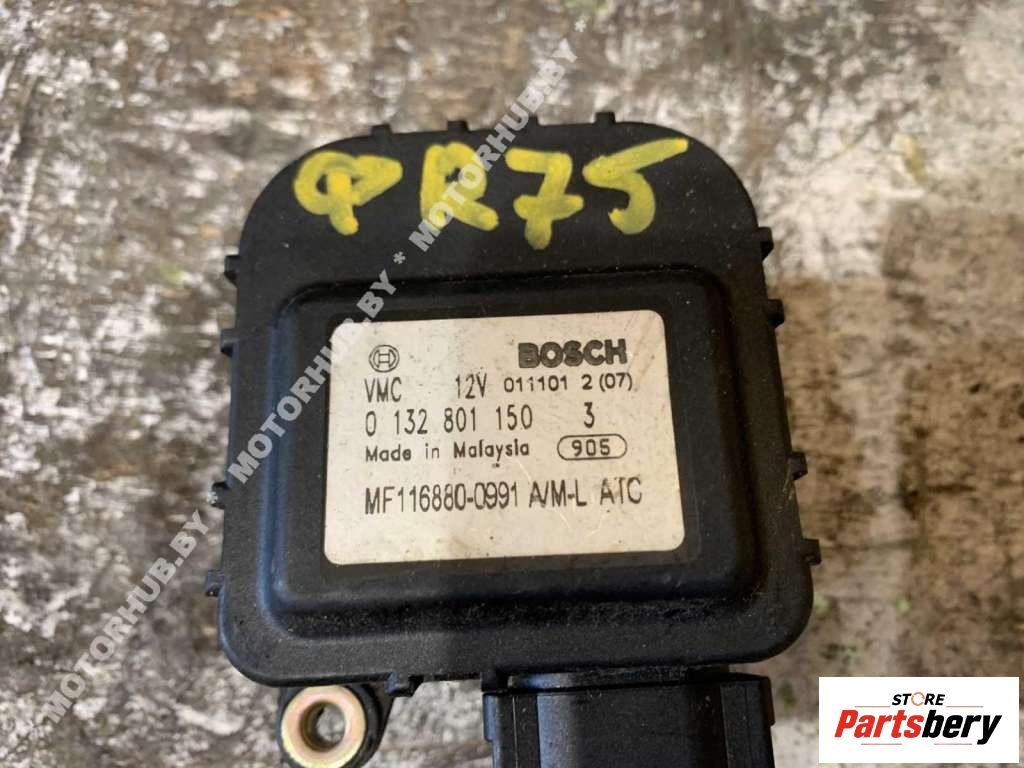 Ф R75
BOSCH
VMC 12V 011101 2 (07)
0 132 801 150 3
Made in Malaysia 905
MF116880-0991 A/M-L ATC
MOTORHUB.BY * MOTORHUB.BY * MOTORHUB.BY *
STORE
Partsbery